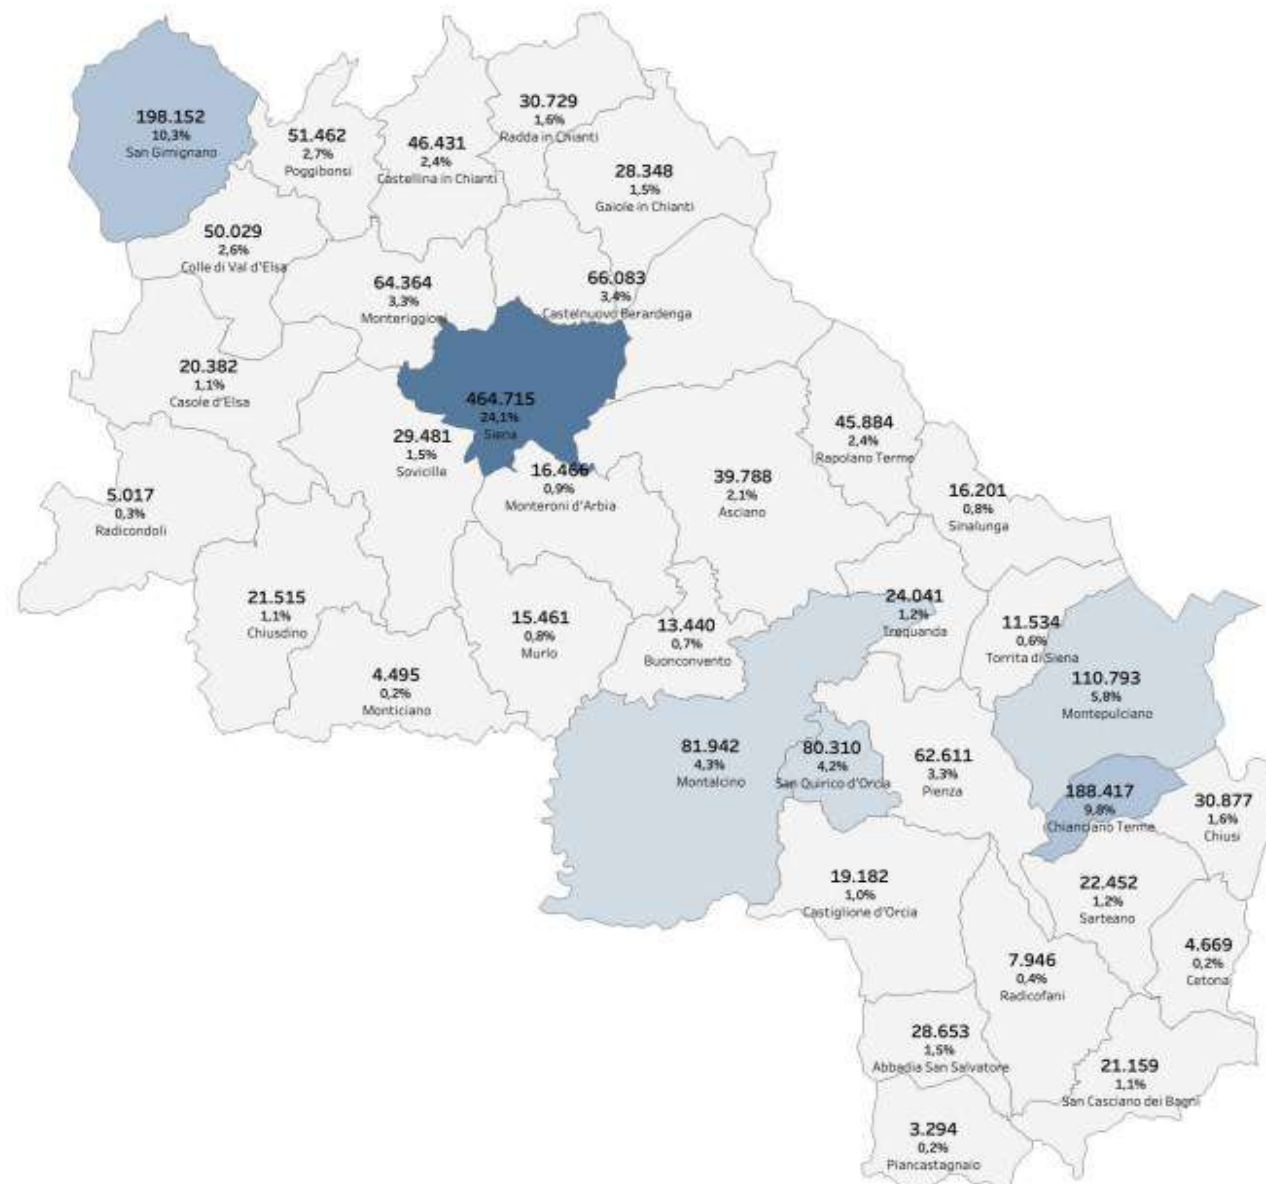 198.152
10,3%
San Gimignano
51.462
2,7%
Poggibonsi
46.431
2,4%
Castellina in Chianti
30.729
1,6%
Radda in Chianti
28.348
1,5%
Gaiole in Chianti
50.029
2,6%
Colle di Val d'Elsa
64.364
3,3%
Monteriggioni
66.083
3,4%
Castelnuovo Berardenga
20.382
1,1%
Casole d'Elsa
464.715
24,1%
Siena
29.481
1,5%
Sovicille
45.884
2,4%
Rapolano Terme
16.466
0,9%
Monteroni d'Arbia
39.788
2,1%
Asciano
16.201
0,8%
Sinalunga
5.017
0,3%
Radicondoli
21.515
1,1%
Chiusdino
15.461
0,8%
Murlo
13.440
0,7%
Buonconvento
24.041
1,2%
Trequanda
11.534
0,6%
Torrita di Siena
4.495
0,2%
Monticiano
110.793
5,8%
Montepulciano
81.942
4,3%
Montalcino
80.310
4,2%
San Quirico d'Orcia
62.611
3,3%
Pienza
188.417
9,8%
Chianciano Terme
30.877
1,6%
Chiusi
19.182
1,0%
Castiglione d'Orcia
22.452
1,2%
Sarteano
7.946
0,4%
Radicofani
4.669
0,2%
Cetona
28.653
1,5%
Abbadia San Salvatore
21.159
1,1%
San Casciano dei Bagni
3.294
0,2%
Piancastagnaio